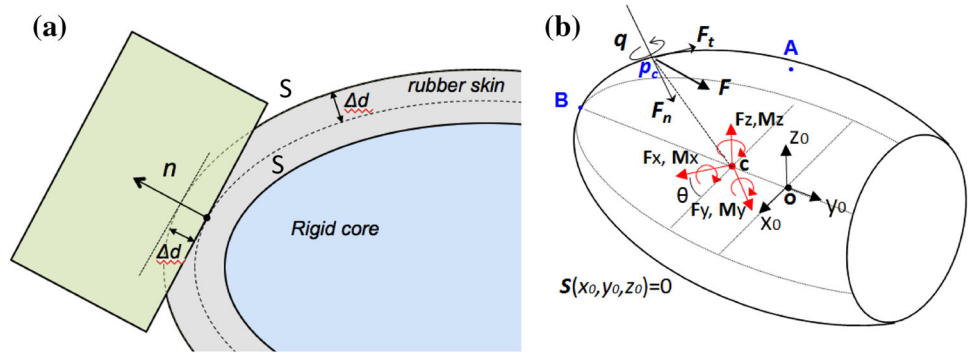 (a)
S
Δd
rubber skin
n
S
Δd
Rigid core
(b)
q
Ft
A
pc
B
F
Fn
Fz,Mz
z0
Fx, Mx
c
θ
o
Fy, My
y0
x0
S(x0,y0,z0)=0